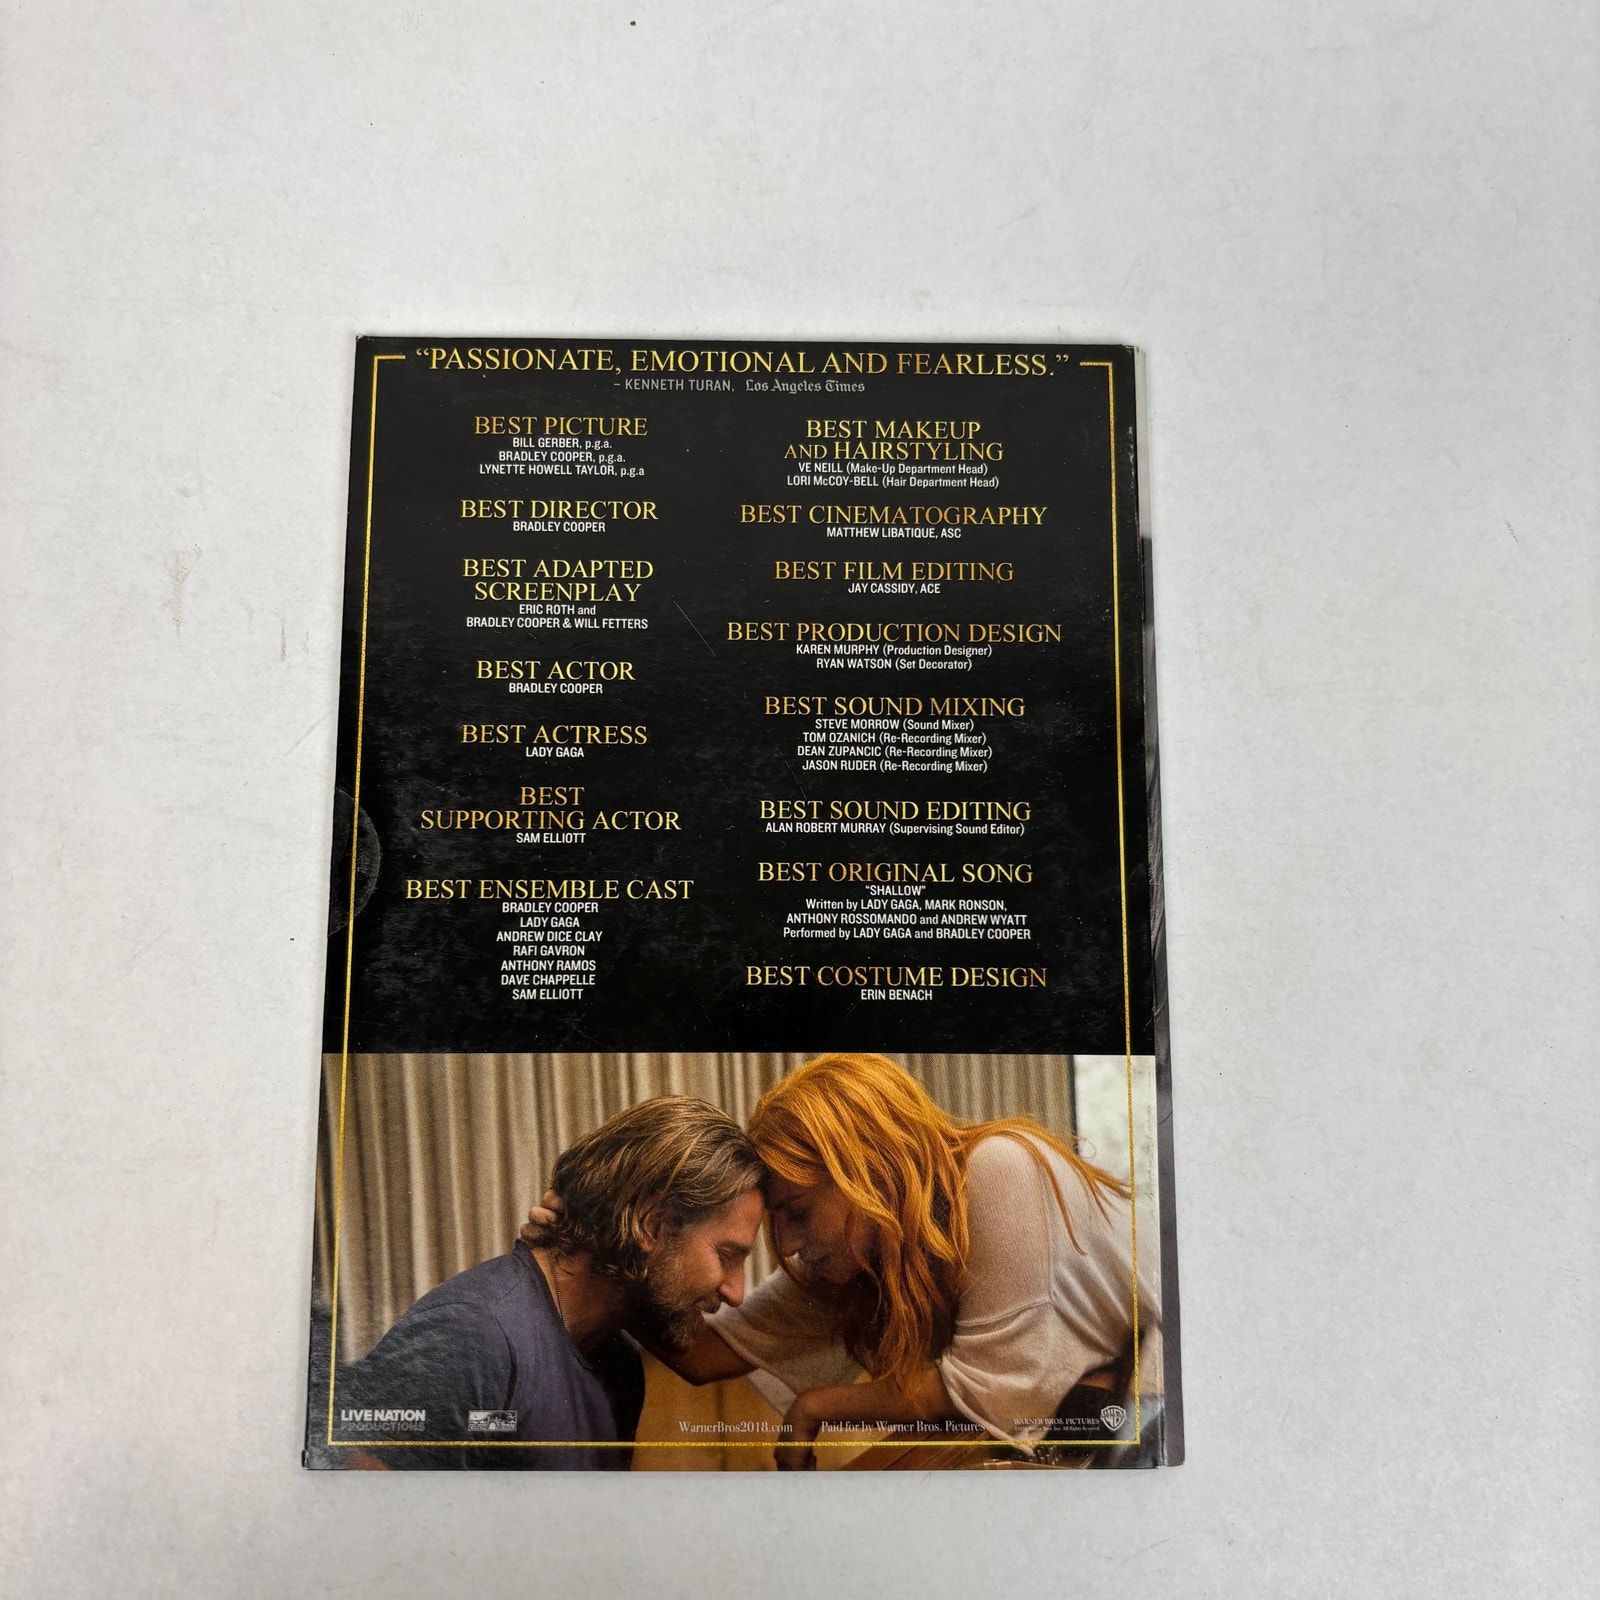 “PASSIONATE, EMOTIONAL AND FEARLESS.”
– KENNETH TURAN, Los Angeles Times
BEST PICTURE
BILL GERBER, p.g.a.
BRADLEY COOPER, p.g.a.
LYNETTE HOWELL TAYLOR, p.g.a
BEST DIRECTOR
BRADLEY COOPER
BEST ADAPTED
SCREENPLAY
ERIC ROTH and
BRADLEY COOPER & WILL FETTERS
BEST ACTOR
BRADLEY COOPER
BEST ACTRESS
LADY GAGA
BEST
SUPPORTING ACTOR
SAM ELLIOTT
BEST ENSEMBLE CAST
BRADLEY COOPER
LADY GAGA
ANDREW DICE CLAY
RAFI GAVRON
ANTHONY RAMOS
DAVE CHAPPELLE
SAM ELLIOTT
BEST MAKEUP
AND HAIRSTYLING
VE NEILL (Make-Up Department Head)
LORI McCOY-BELL (Hair Department Head)
BEST CINEMATOGRAPHY
MATTHEW LIBATIQUE, ASC
BEST FILM EDITING
JAY CASSIDY, ACE
BEST PRODUCTION DESIGN
KAREN MURPHY (Production Designer)
RYAN WATSON (Set Decorator)
BEST SOUND MIXING
STEVE MORROW (Sound Mixer)
TOM OZANICH (Re-Recording Mixer)
DEAN ZUPANCIC (Re-Recording Mixer)
JASON RUDER (Re-Recording Mixer)
BEST SOUND EDITING
ALAN ROBERT MURRAY (Supervising Sound Editor)
BEST ORIGINAL SONG
“SHALLOW”
Written by LADY GAGA, MARK RONSON,
ANTHONY ROSSOMANDO and ANDREW WYATT
Performed by LADY GAGA and BRADLEY COOPER
BEST COSTUME DESIGN
ERIN BENACH
LIVE NATION
PRODUCTIONS
WarnerBros2018.com
Paid for by Warner Bros. Pictures
WARNER BROS. PICTURES
WB